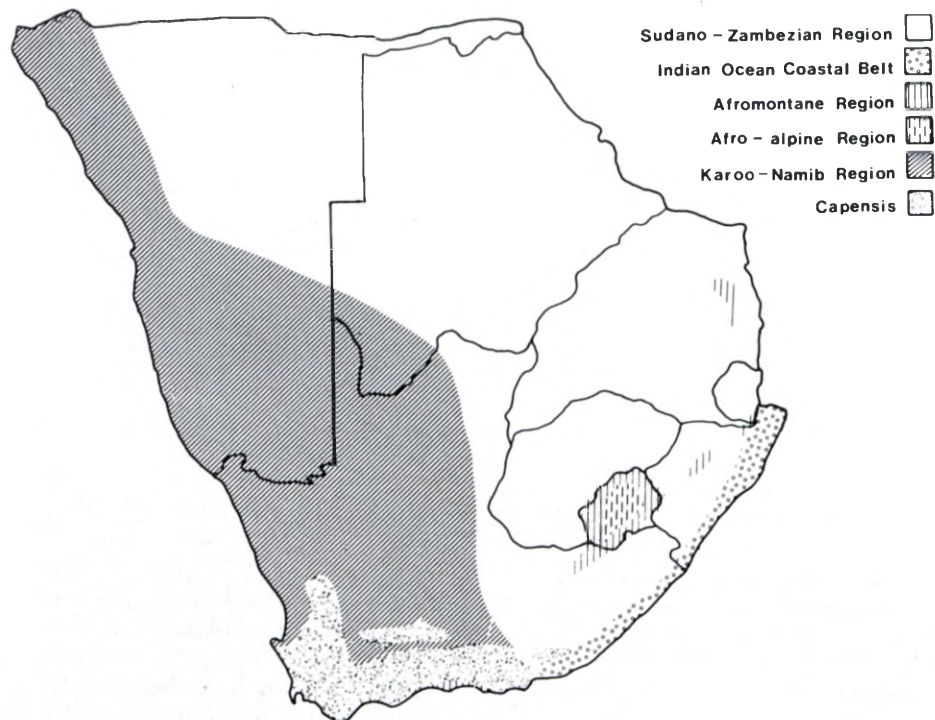 Sudano – Zambezian Region
Indian Ocean Coastal Belt
Afromontane Region
Afro – alpine Region
Karoo – Namib Region
Capensis